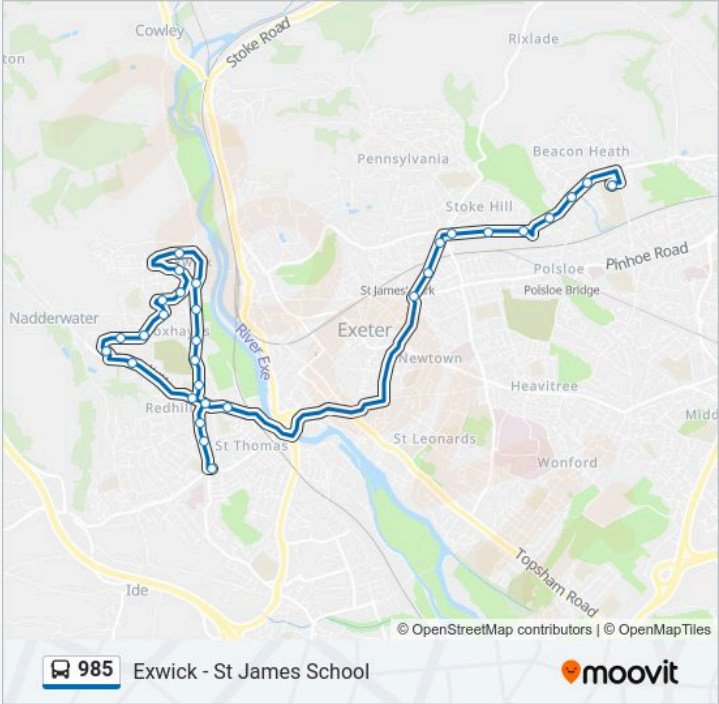 Cowley
Stoke Road
Rixlade
ton
Pennsylvania
Beacon Heath
Stoke Hill
Polsloe
Pinhoe Road
St James' Park
Polsloe Bridge
Nadderwater
Exeter
River Exe
Newtown
Heavitree
Redhill
Midd
St Thomas
St Leonards
Wonford
Topsham Road
Ide
© OpenStreetMap contributors | © OpenMapTiles
985 Exwick - St James School moovit